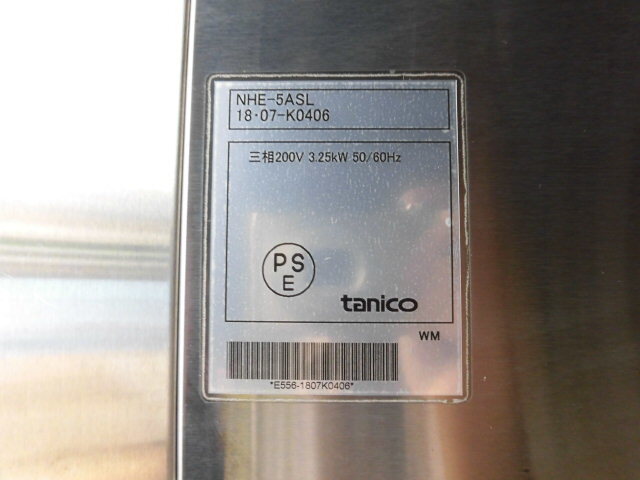 NHE-5ASL
18·07-K0406
三相200V 3.25kW 50/60Hz
PS
E
tanico
WM
*E556-1807K0406*